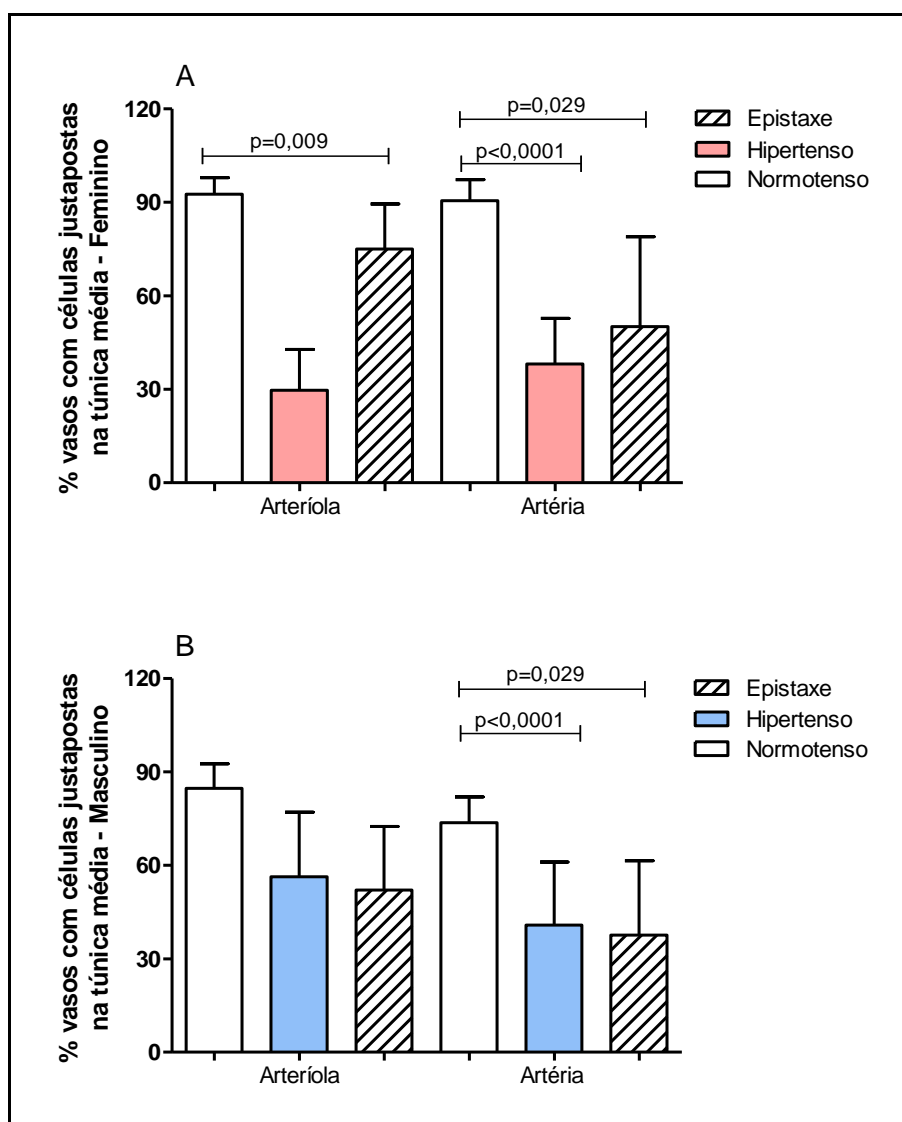 A
% vasos com células justapostas
na túnica média - Feminino
120
90
60
30
0
p=0,009
p=0,029
p<0,0001
Arteríola
Artéria
Epistaxe
Hipertenso
Normotenso
B
% vasos com células justapostas
na túnica média - Masculino
120
90
60
30
0
p=0,029
p<0,0001
Arteríola
Artéria
Epistaxe
Hipertenso
Normotenso